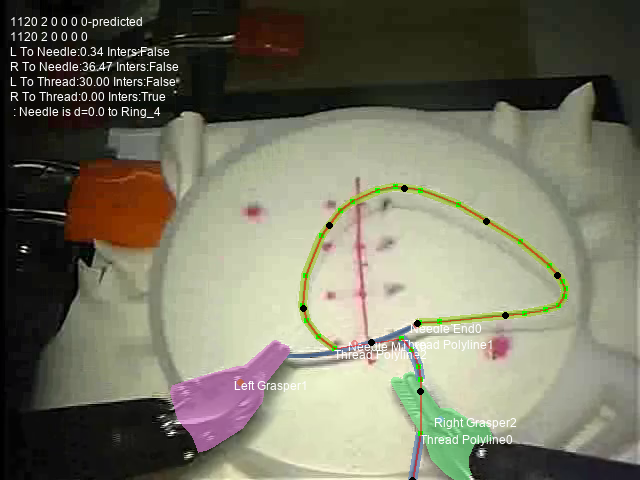 1120 2 0 0 0 0-predicted
1120 2 0 0 0 0
L To Needle:0.34 Inters:False
R To Needle:36.47 Inters:False
L To Thread:30.00 Inters:False
R To Thread:0.00 Inters:True
: Needle is d=0.0 to Ring_4
Needle End0
Thread Polyline1
Needle M
Thread Polyline2
Left Grasper1
Right Grasper2
Thread Polyline0